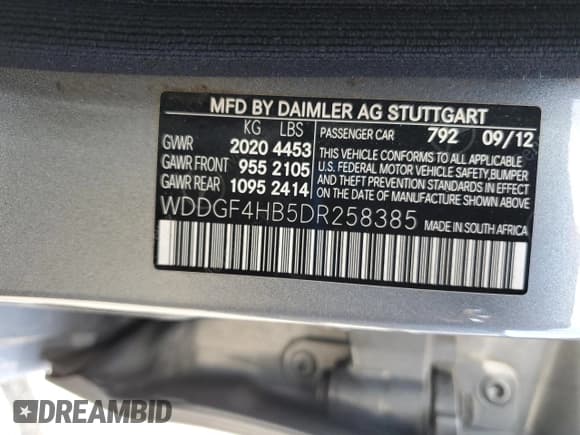 MFD BY DAIMLER AG STUTTGART
KG LBS
PASSENGER CAR 792 09/12
GVWR 2020 4453
GAWR FRONT 955 2105
GAWR REAR 1095 2414
THIS VEHICLE CONFORMS TO ALL APPLICABLE
U.S. FEDERAL MOTOR VEHICLE SAFETY, BUMPER
AND THEFT PREVENTION STANDARDS IN EFFECT
ON THE DATE OF MANUFACTURE SHOWN ABOVE
WDDGF4HB5DR258385 MADE IN SOUTH AFRICA
DREAMBID